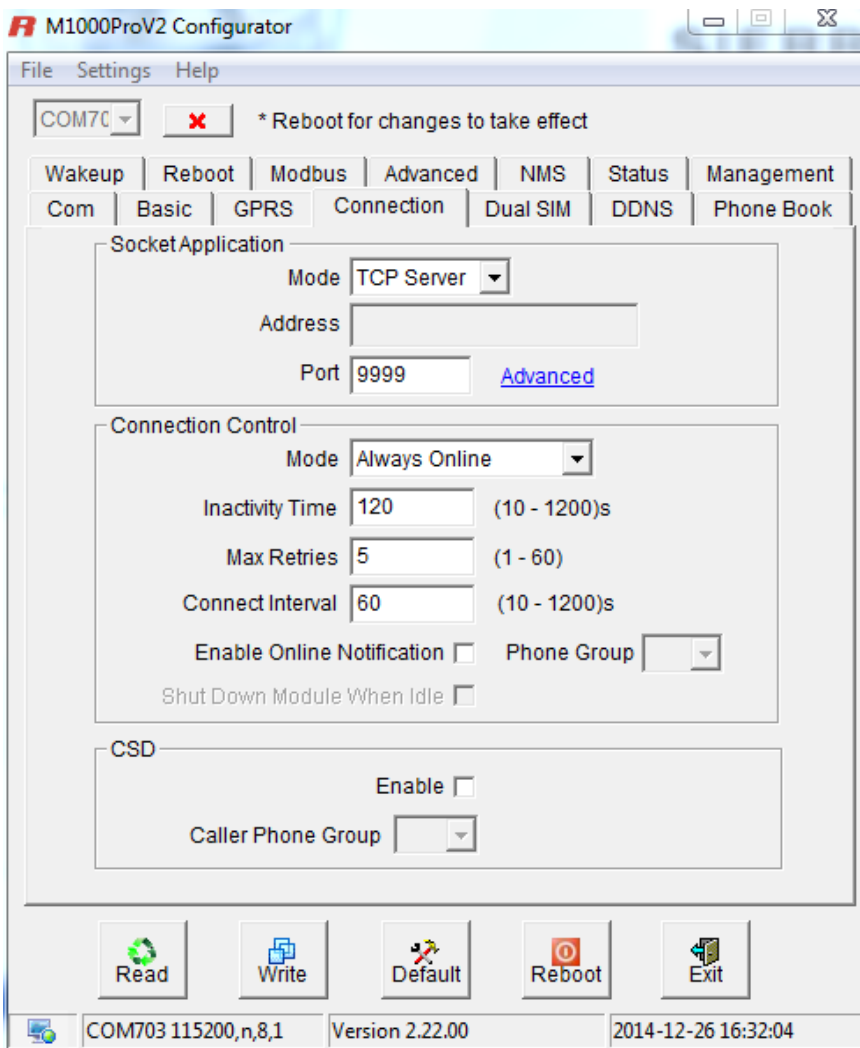 M1000ProV2 Configurator
File Settings Help
COM70 * Reboot for changes to take effect
Wakeup Reboot Modbus Advanced NMS Status Management
Com Basic GPRS Connection Dual SIM DDNS Phone Book
Socket Application
Mode TCP Server
Address
Port 9999 Advanced
Connection Control
Mode Always Online
Inactivity Time 120 (10 - 1200)s
Max Retries 5 (1 - 60)
Connect Interval 60 (10 - 1200)s
Enable Online Notification Phone Group
Shut Down Module When Idle
CSD
Enable
Caller Phone Group
Read Write Default Reboot Exit
COM703 115200,n,8,1 Version 2.22.00 2014-12-26 16:32:04